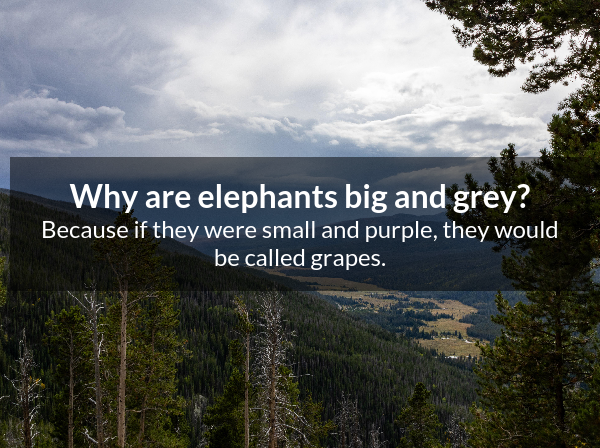 Why are elephants big and grey?
Because if they were small and purple, they would
be called grapes.